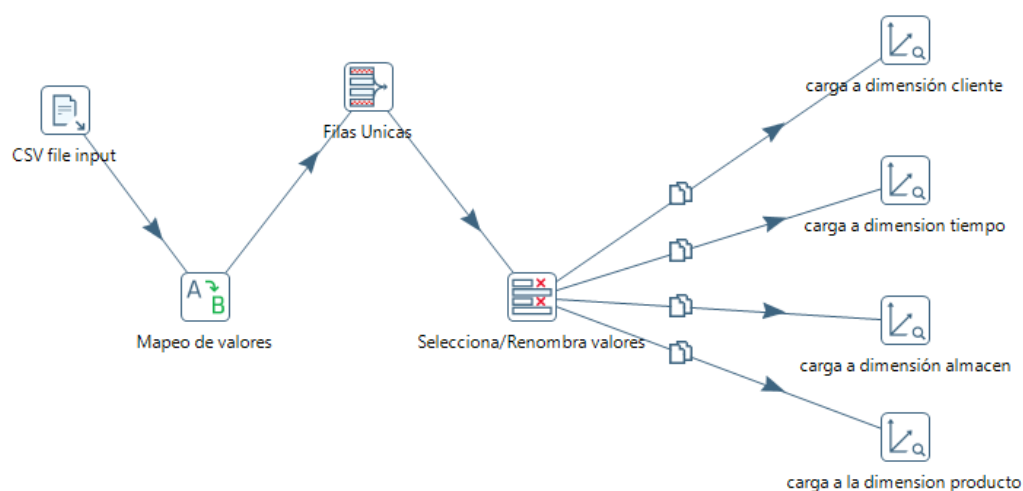 CSV file input
Mapeo de valores
Filas Unicas
Selecciona/Renombra valores
carga a dimensión cliente
carga a dimension tiempo
carga a dimensión almacen
carga a la dimension producto